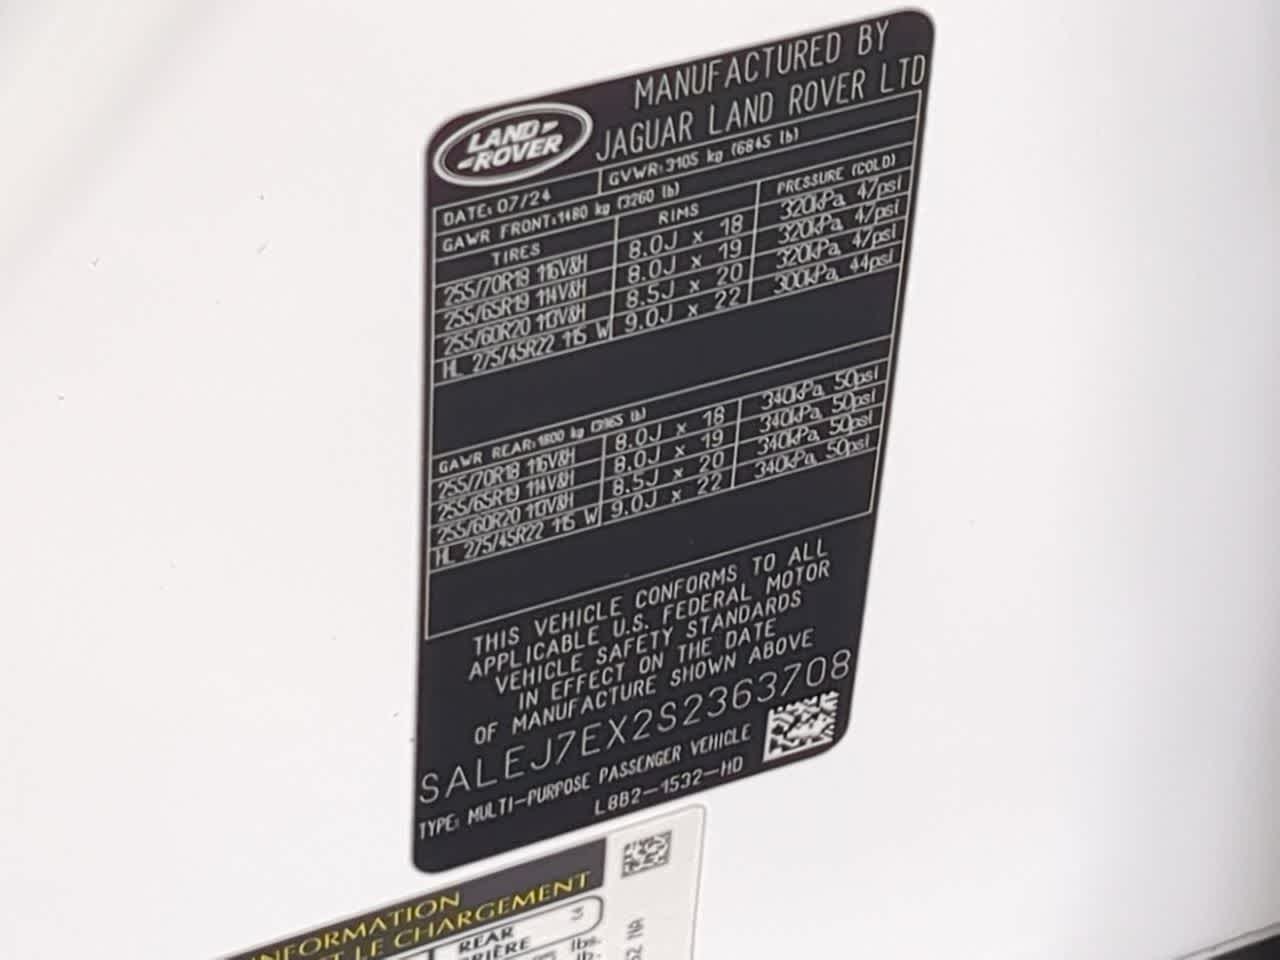 MANUFACTURED BY
JAGUAR LAND ROVER LTD
LAND-
-ROVER
DATE: 07/24 GVWR: 3105 kg (6845 lb)
GAWR FRONT: 1480 kg (3260 lb)
TIRES RIMS PRESSURE (COLD)
255/70R18 116V&H 8.0J x 18 320kPa, 47psi
255/65R19 114V&H 8.0J x 19 320kPa, 47psi
255/60R20 113V&H 8.5J x 20 320kPa, 47psi
HL 275/45R22 115 W 9.0J x 22 300kPa, 44psi
GAWR REAR: 1800 kg (3965 lb)
255/70R18 116V&H 8.0J x 18 340kPa, 50psi
255/65R19 114V&H 8.0J x 19 340kPa, 50psi
255/60R20 113V&H 8.5J x 20 340kPa, 50psi
HL 275/45R22 115 W 9.0J x 22 340kPa, 50psi
THIS VEHICLE CONFORMS TO ALL
APPLICABLE U.S. FEDERAL MOTOR
VEHICLE SAFETY STANDARDS
IN EFFECT ON THE DATE
OF MANUFACTURE SHOWN ABOVE
SALEJ7EX2S2363708
TYPE: MULTI-PURPOSE PASSENGER VEHICLE
L8B2-1532-HD
INFORMATION
LE CHARGEMENT
REAR 3
lbs.